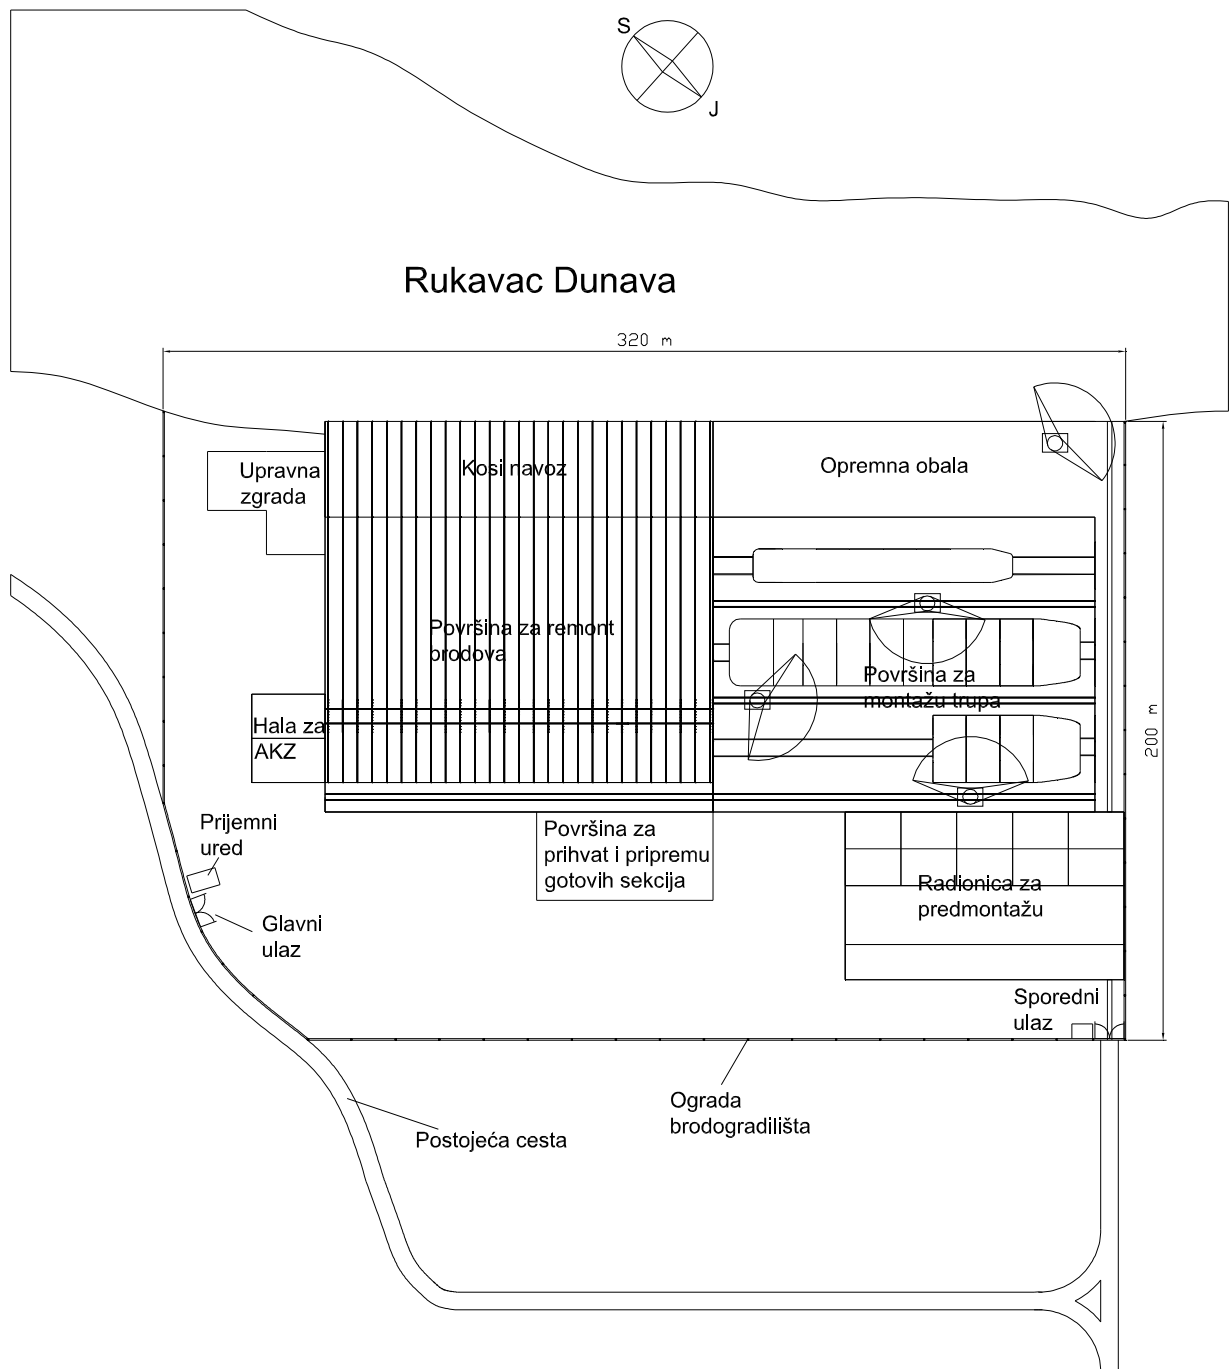 S
J
Rukavac Dunava
320 m
Upravna
zgrada
Kosi navoz
Opremna obala
Površina za remont
brodova
Površina za
montažu trupa
200 m
Hala za
AKZ
Prijemni
ured
Površina za
prihvat i pripremu
gotovih sekcija
Radionica za
predmontažu
Glavni
ulaz
Sporedni
ulaz
Ograda
brodogradilišta
Postojeća cesta